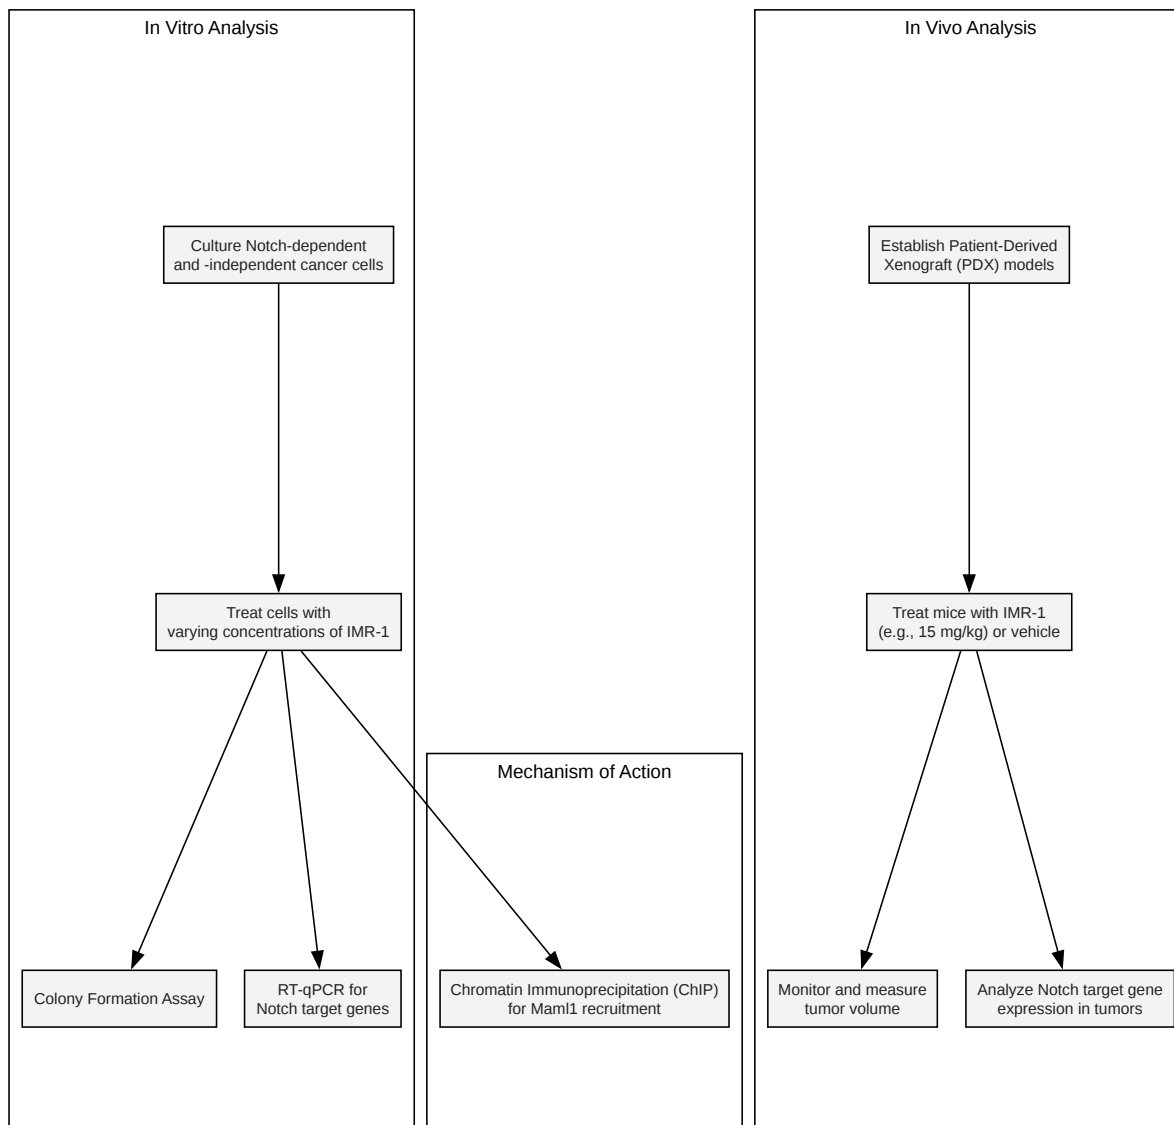 In Vitro Analysis
Culture Notch-dependent
and -independent cancer cells
Treat cells with
varying concentrations of IMR-1
Colony Formation Assay
RT-qPCR for
Notch target genes
Mechanism of Action
Chromatin Immunoprecipitation (ChIP)
for Maml1 recruitment
In Vivo Analysis
Establish Patient-Derived
Xenograft (PDX) models
Treat mice with IMR-1
(e.g., 15 mg/kg) or vehicle
Monitor and measure
tumor volume
Analyze Notch target gene
expression in tumors